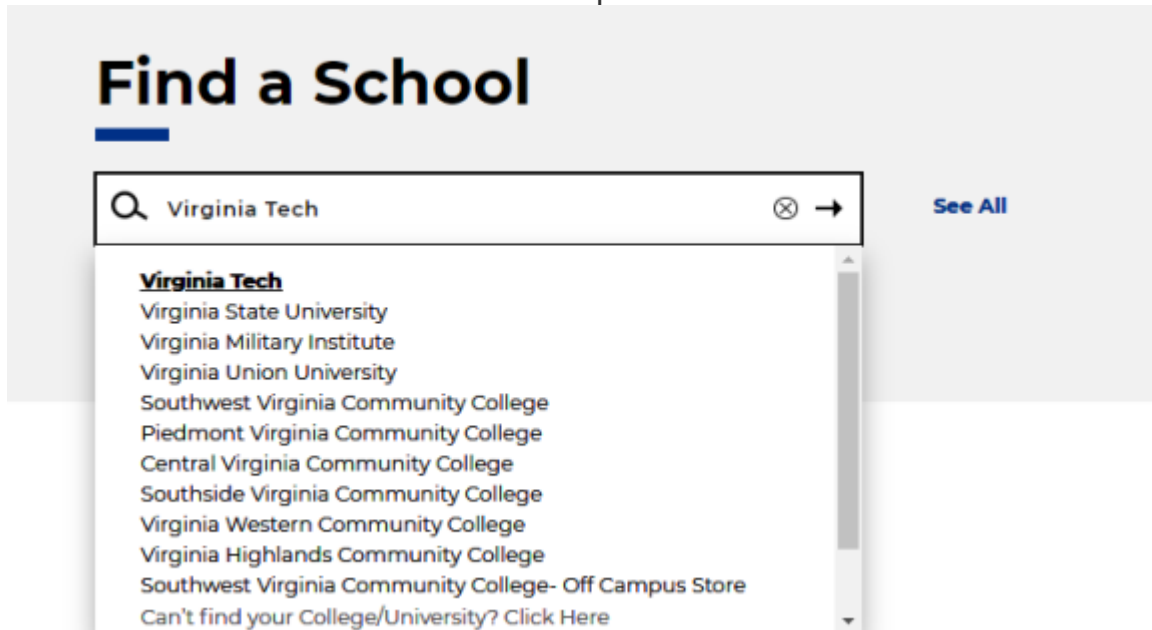 Find a School
Virginia Tech
See All
Virginia Tech
Virginia State University
Virginia Military Institute
Virginia Union University
Southwest Virginia Community College
Piedmont Virginia Community College
Central Virginia Community College
Southside Virginia Community College
Virginia Western Community College
Virginia Highlands Community College
Southwest Virginia Community College- Off Campus Store
Can't find your College/University? Click Here